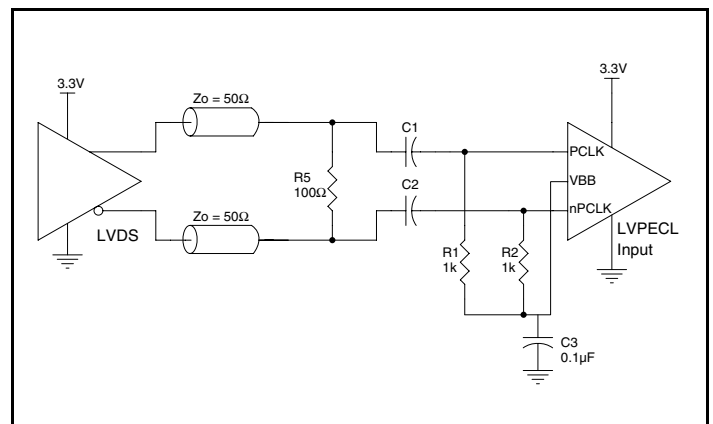 3.3V
3.3V
Zo = 50Ω
C1
PCLK
R5
100Ω
VBB
C2
nPCLK
Zo = 50Ω
LVDS
LVPECL
Input
R1
1k
R2
1k
C3
0.1µF